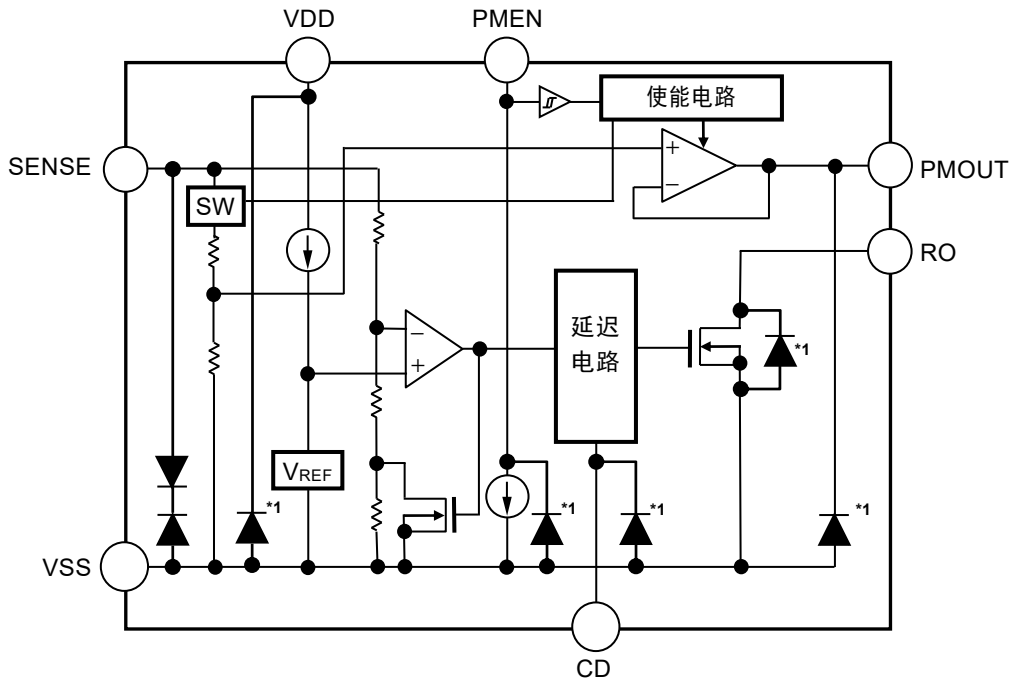 VDD
PMEN
使能电路
SENSE
+
−
PMOUT
SW
RO
延迟
电路
−
+
*1
VREF
*1
*1
*1
*1
VSS
CD